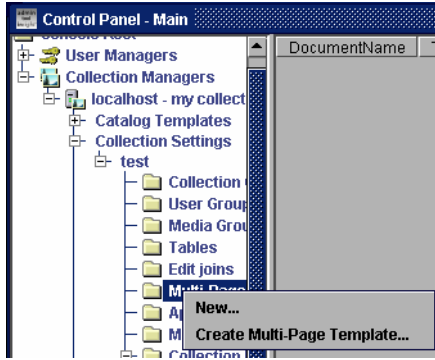 Control Panel - Main
DocumentName
User Managers
Collection Managers
localhost - my collect
Catalog Templates
Collection Settings
test
Collection
User Group
Media Grou
Tables
Edit joins
Multi-Page
New...
Create Multi-Page Template...
Collection